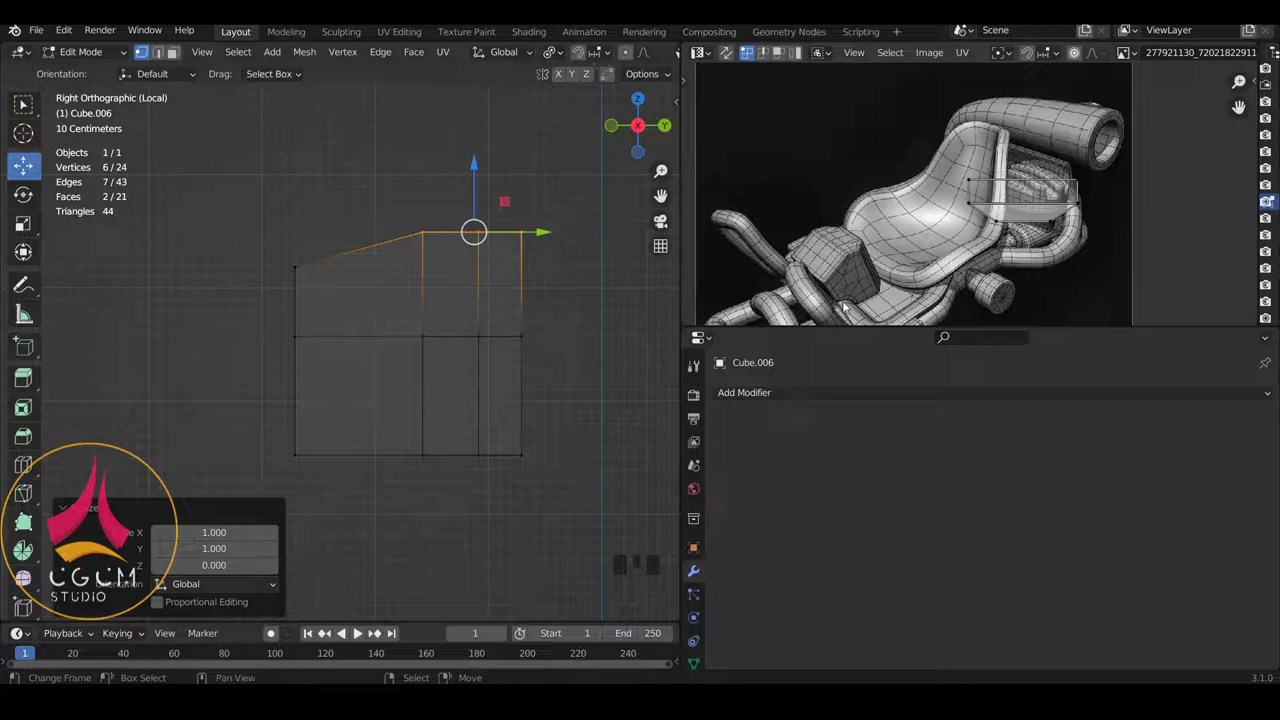 File Edit Render Window Help Layout Modeling Sculpting UV Editing Texture Paint Shading Animation Rendering Compositing Geometry Nodes Scripting + Scene ViewLayer
Edit Mode View Select Add Mesh Vertex Edge Face UV Global View Select Image UV 277921130_72021822911
Orientation: Default Drag: Select Box X Y Z Options
Right Orthographic (Local)
(1) Cube.006
10 Centimeters
Objects 1/1
Vertices 6/24
Edges 7/43
Faces 2/21
Triangles 44
Z
X
Y
Cube.006
Add Modifier
X 1.000
Y 1.000
Z 0.000
Global
Proportional Editing
UGUM
STUDIO
Playback Keying View Marker 1 Start 1 End 250
1 20 40 60 80 100 120 140 160 180 200 220 240
Change Frame Box Select Pan View Select Move 3.1.0